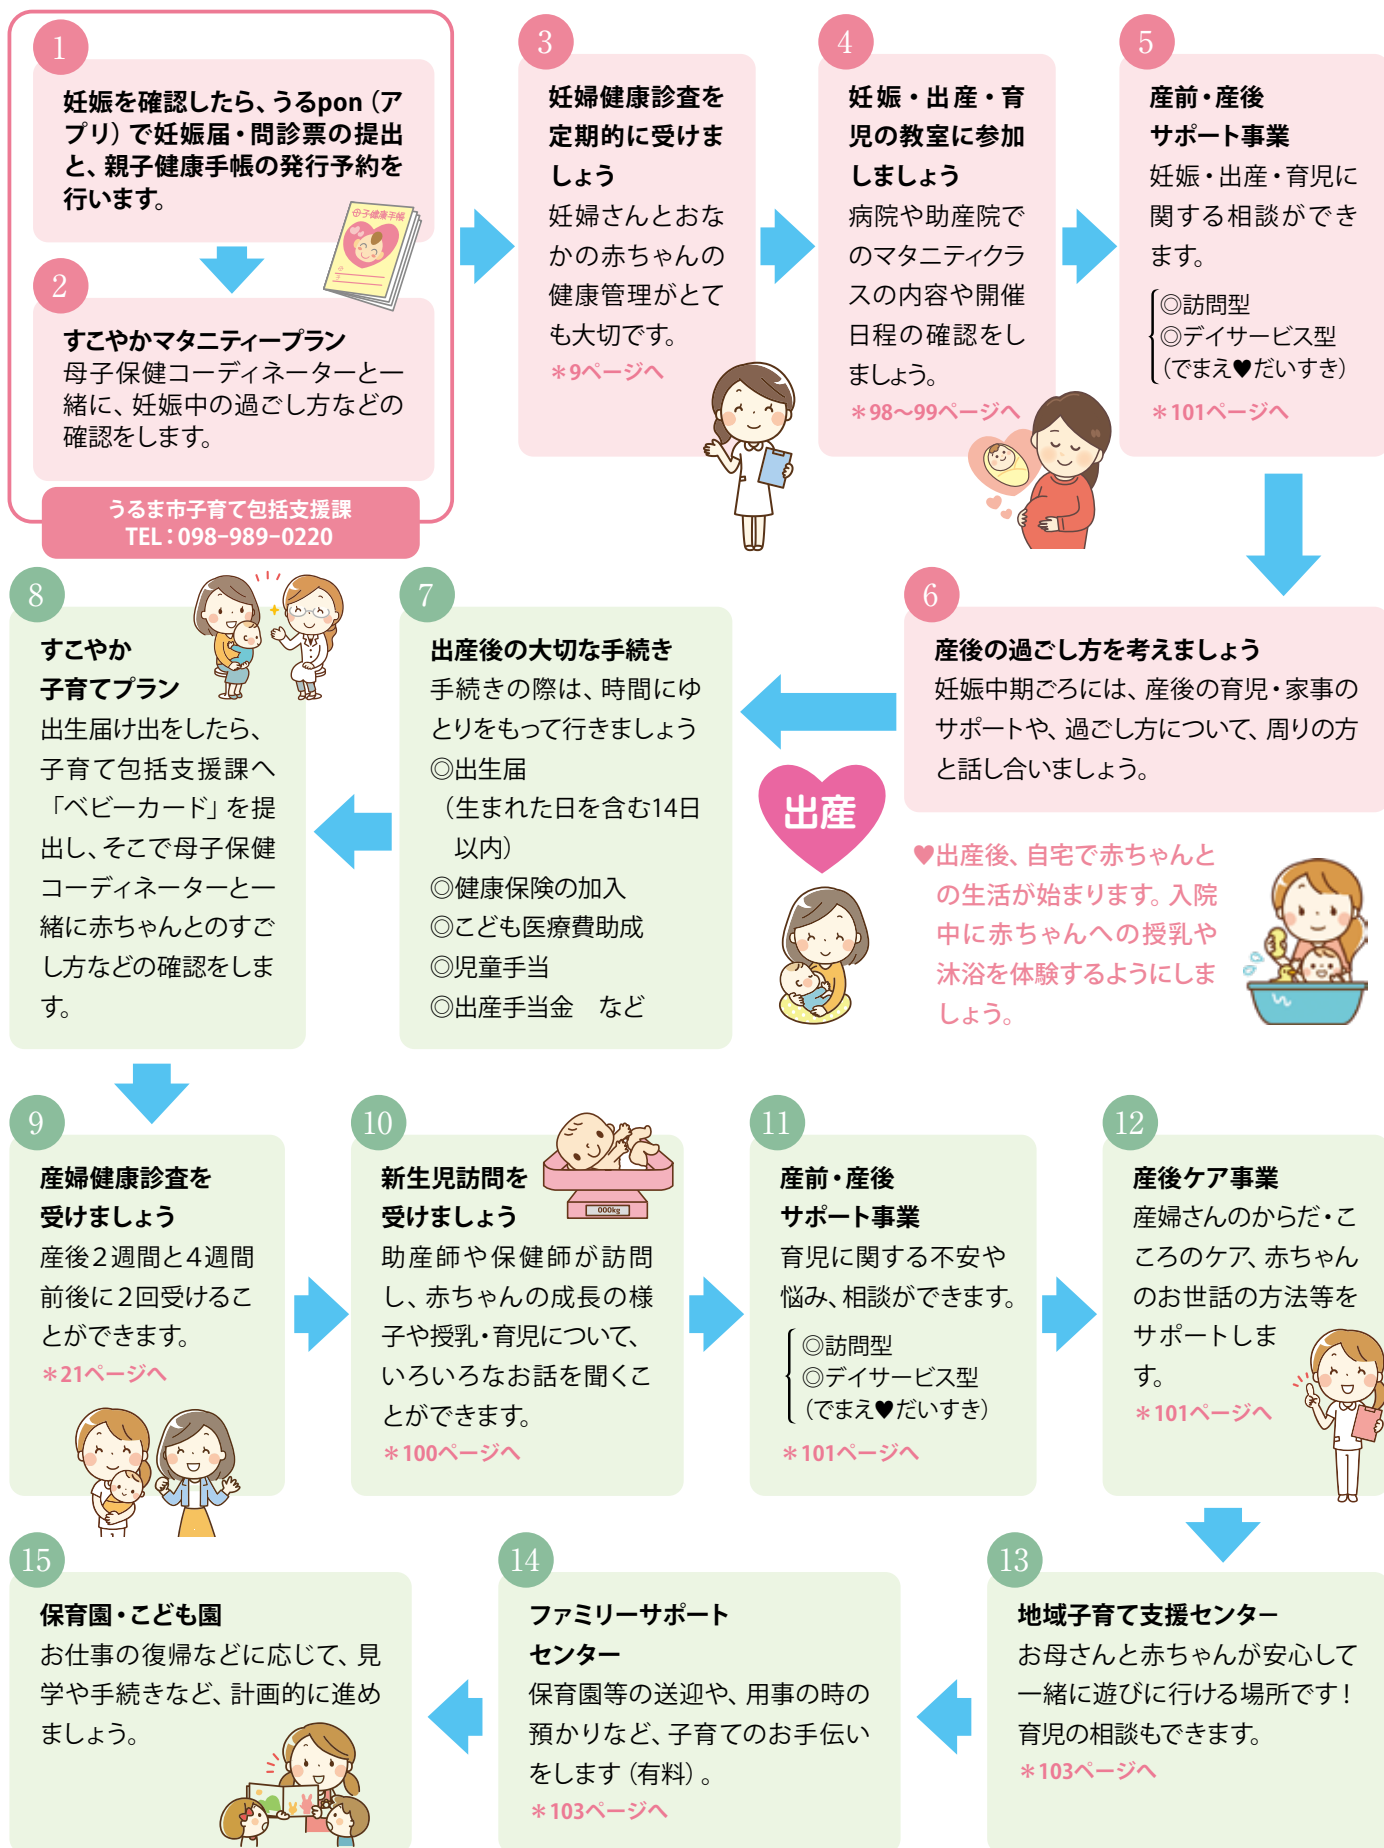 1
妊娠を確認したら、うるpon（ア
プリ）で妊娠届・問診票の提出
と、親子健康手帳の発行予約を
行います。
母子健康手帳
2
すこやかマタニティープラン
母子保健コーディネーターと一
緒に、妊娠中の過ごし方などの
確認をします。
うるま市子育て包括支援課
TEL：098-989-0220
3
妊婦健康診査を
定期的に受けま
しょう
妊婦さんとおな
かの赤ちゃんの
健康管理がとて
も大切です。
＊9ページへ
4
妊娠・出産・育
児の教室に参加
しましょう
病院や助産院で
のマタニティクラ
スの内容や開催
日程の確認をし
ましょう。
＊98〜99ページへ
5
産前・産後
サポート事業
妊娠・出産・育児に
関する相談ができ
ます。
◎訪問型
◎デイサービス型
（でまえ♥だいすき）
＊101ページへ
6
産後の過ごし方を考えましょう
妊娠中期ごろには、産後の育児・家事の
サポートや、過ごし方について、周りの方
と話し合いましょう。
出産
♥出産後、自宅で赤ちゃんと
の生活が始まります。入院
中に赤ちゃんへの授乳や
沐浴を体験するようにしま
しょう。
7
出産後の大切な手続き
手続きの際は、時間にゆ
とりをもって行きましょう
◎出生届
（生まれた日を含む14日
以内）
◎健康保険の加入
◎こども医療費助成
◎児童手当
◎出産手当金　など
8
すこやか
子育てプラン
出生届け出をしたら、
子育て包括支援課へ
「ベビーカード」を提
出し、そこで母子保健
コーディネーターと一
緒に赤ちゃんとのすご
し方などの確認をしま
す。
9
産婦健康診査を
受けましょう
産後２週間と４週間
前後に２回受けるこ
とができます。
＊21ページへ
10
新生児訪問を
受けましょう
000kg
助産師や保健師が訪問
し、赤ちゃんの成長の様
子や授乳・育児について、
いろいろなお話を聞くこ
とができます。
＊100ページへ
11
産前・産後
サポート事業
育児に関する不安や
悩み、相談ができます。
◎訪問型
◎デイサービス型
（でまえ♥だいすき）
＊101ページへ
12
産後ケア事業
産婦さんのからだ・こ
ころのケア、赤ちゃん
のお世話の方法等を
サポートしま
す。
＊101ページへ
13
地域子育て支援センター
お母さんと赤ちゃんが安心して
一緒に遊びに行ける場所です！
育児の相談もできます。
＊103ページへ
14
ファミリーサポート
センター
保育園等の送迎や、用事の時の
預かりなど、子育てのお手伝い
をします（有料）。
＊103ページへ
15
保育園・こども園
お仕事の復帰などに応じて、見
学や手続きなど、計画的に進め
ましょう。